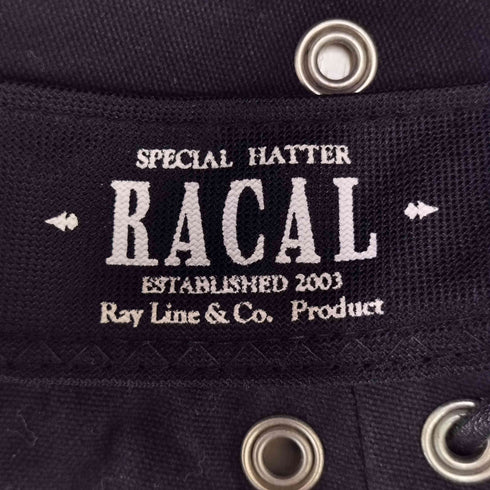 SPECIAL HATTER
RACAL
ESTABLISHED 2003
Ray Line & Co. Product